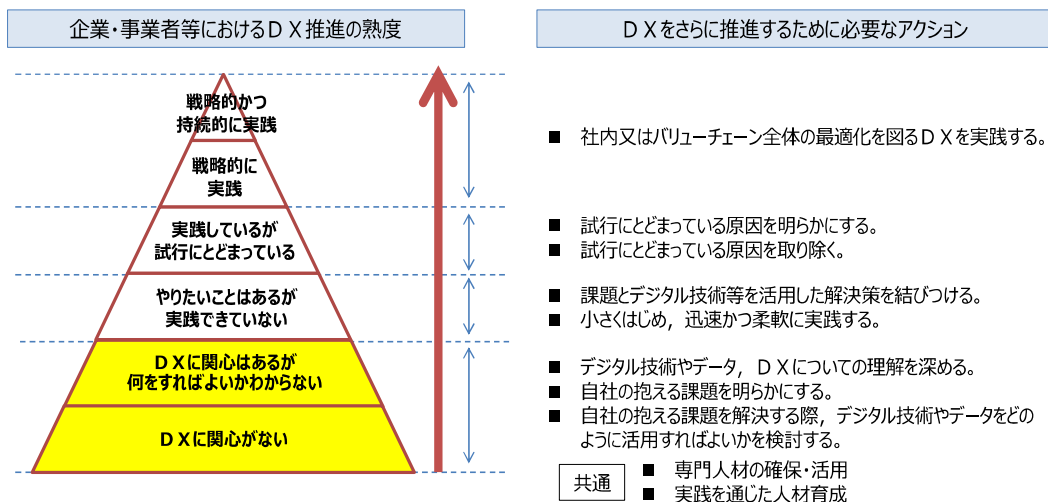 企業・事業者等におけるＤＸ推進の熟度
ＤＸをさらに推進するために必要なアクション
戦略的かつ
持続的に実践
戦略的に
実践
実践しているが
試行にとどまっている
やりたいことはあるが
実践できていない
ＤＸに関心はあるが
何をすればよいかわからない
ＤＸに関心がない
■ 社内又はバリューチェーン全体の最適化を図るＤＸを実践する。
■ 試行にとどまっている原因を明らかにする。
■ 試行にとどまっている原因を取り除く。
■ 課題とデジタル技術等を活用した解決策を結びつける。
■ 小さくはじめ，迅速かつ柔軟に実践する。
■ デジタル技術やデータ，ＤＸについての理解を深める。
■ 自社の抱える課題を明らかにする。
■ 自社の抱える課題を解決する際，デジタル技術やデータをどの
ように活用すればよいかを検討する。
共通
■ 専門人材の確保・活用
■ 実践を通じた人材育成